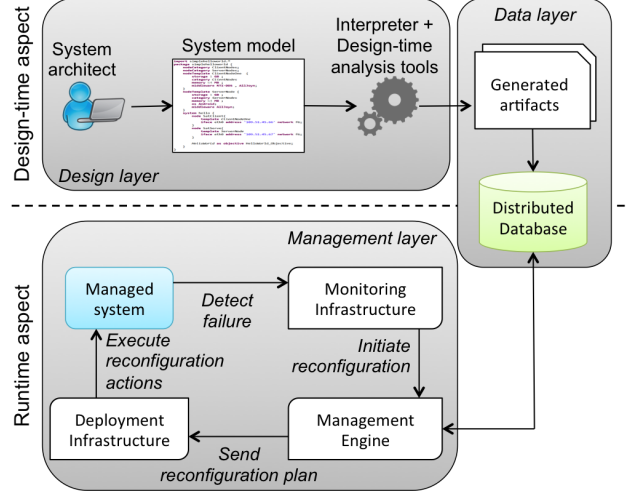 Design-time aspect
System
architect
System model
Interpreter +
Design-time
analysis tools
Design layer
Data layer
Generated
artifacts
Distributed
Database
Runtime aspect
Management layer
Managed
system
Detect
failure
Monitoring
Infrastructure
Execute
reconfiguration
actions
Initiate
reconfiguration
Deployment
Infrastructure
Send
reconfiguration plan
Management
Engine